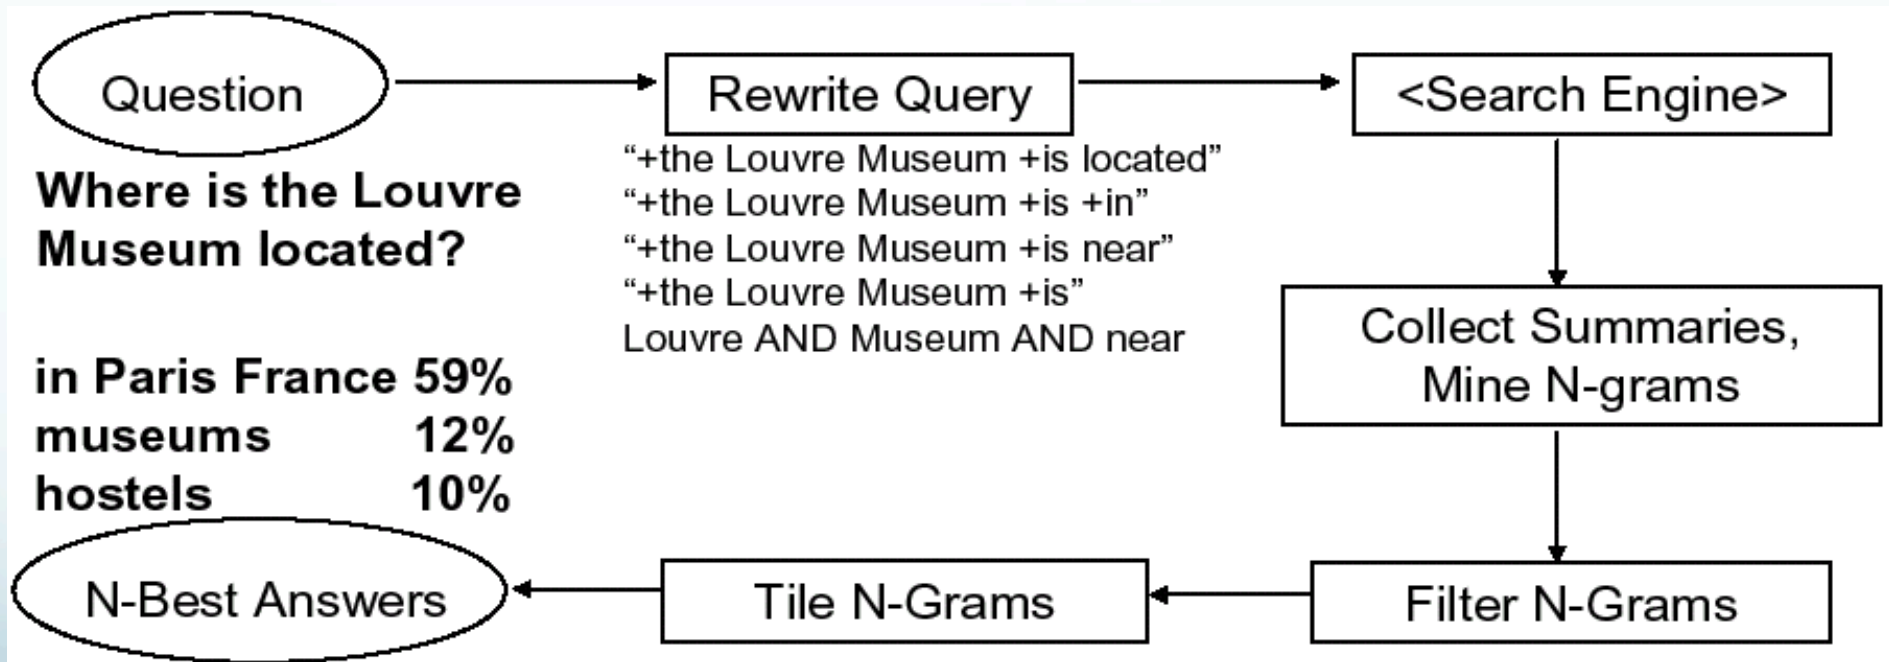 Question
Rewrite Query
<Search Engine>
Where is the Louvre
Museum located?
“+the Louvre Museum +is located”
“+the Louvre Museum +is +in”
“+the Louvre Museum +is near”
“+the Louvre Museum +is”
Louvre AND Museum AND near
Collect Summaries,
Mine N-grams
in Paris France 59%
museums 12%
hostels 10%
N-Best Answers
Tile N-Grams
Filter N-Grams